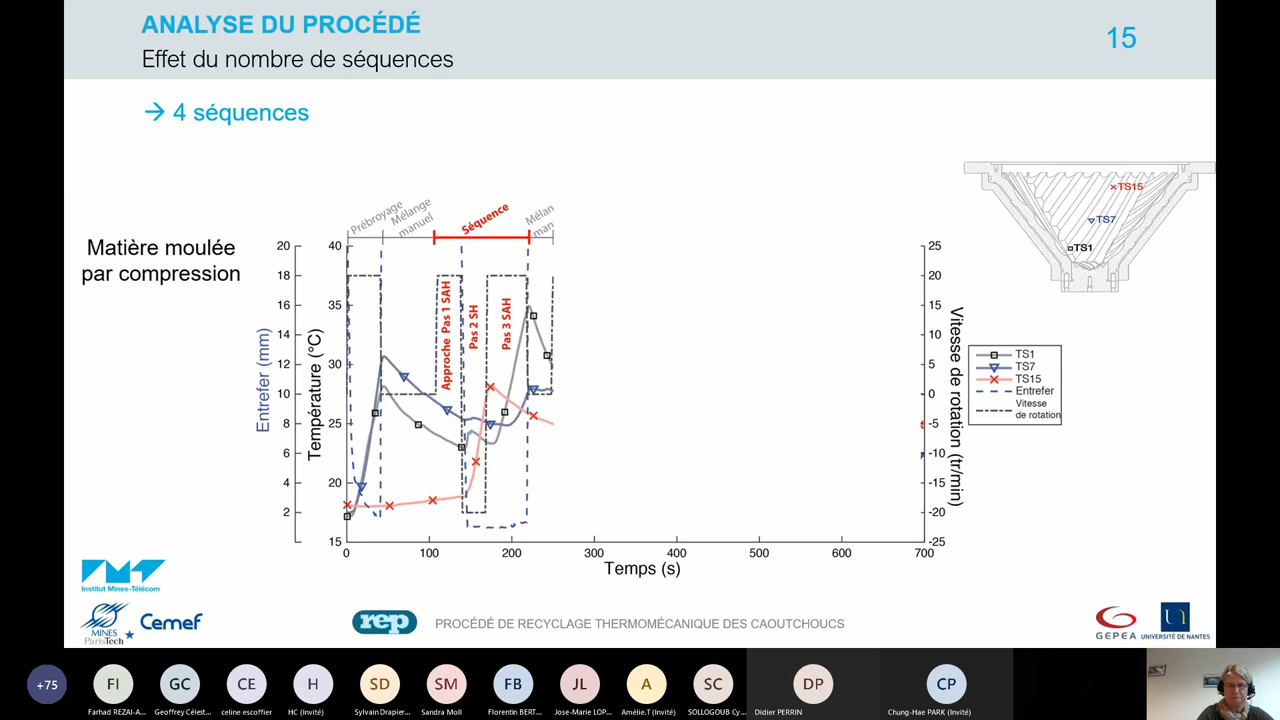 ANALYSE DU PROCÉDÉ
Effet du nombre de séquences
15
→ 4 séquences
Matière moulée
par compression
Prébroyage
Mélange
manuel
Séquence
Mélan
man
Approche Pas 1 SAH
Pas 2 SH
Pas 3 SAH
Entrefer (mm)
20
18
16
14
12
10
8
6
4
2
Température (°C)
40
35
30
25
20
15
0
100
200
300
400
500
600
700
Temps (s)
25
20
15
10
5
0
-5
-10
-15
-20
-25
Vitesse de rotation (tr/min)
TS15
TS7
TS1
TS1
TS7
TS15
Entrefer
Vitesse
de rotation
Institut Mines-Télécom
MINES
ParisTech
Cemef
rep
PROCÉDÉ DE RECYCLAGE THERMOMÉCANIQUE DES CAOUTCHOUCS
GEPEA
UNIVERSITÉ DE NANTES
+75
FI
GC
CE
H
SD
SM
FB
JL
A
SC
DP
CP
Farhad REZAI-A...
Geoffrey Célest...
celine escoffier
HC (Invité)
Sylvain Drapier...
Sandra Moll
Florentin BERT...
Jose-Marie LOP...
Amélie.T (Invité)
SOLLOGOUB Cy...
Didier PERRIN
Chung-Hae PARK (Invité)